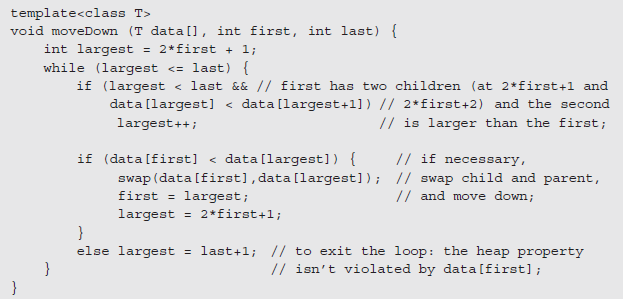 template<class T>
void moveDown (T data[], int first, int last) {
    int largest = 2*first + 1;
    while (largest <= last) {
        if (largest < last && // first has two children (at 2*first+1 and
            data[largest] < data[largest+1]) // 2*first+2) and the second
             largest++;                      // is larger than the first;

        if (data[first] < data[largest]) {     // if necessary,
             swap(data[first],data[largest]);  // swap child and parent,
             first = largest;                  // and move down;
             largest = 2*first+1;
        }
        else largest = last+1;  // to exit the loop: the heap property
    }                           // isn't violated by data[first];
}